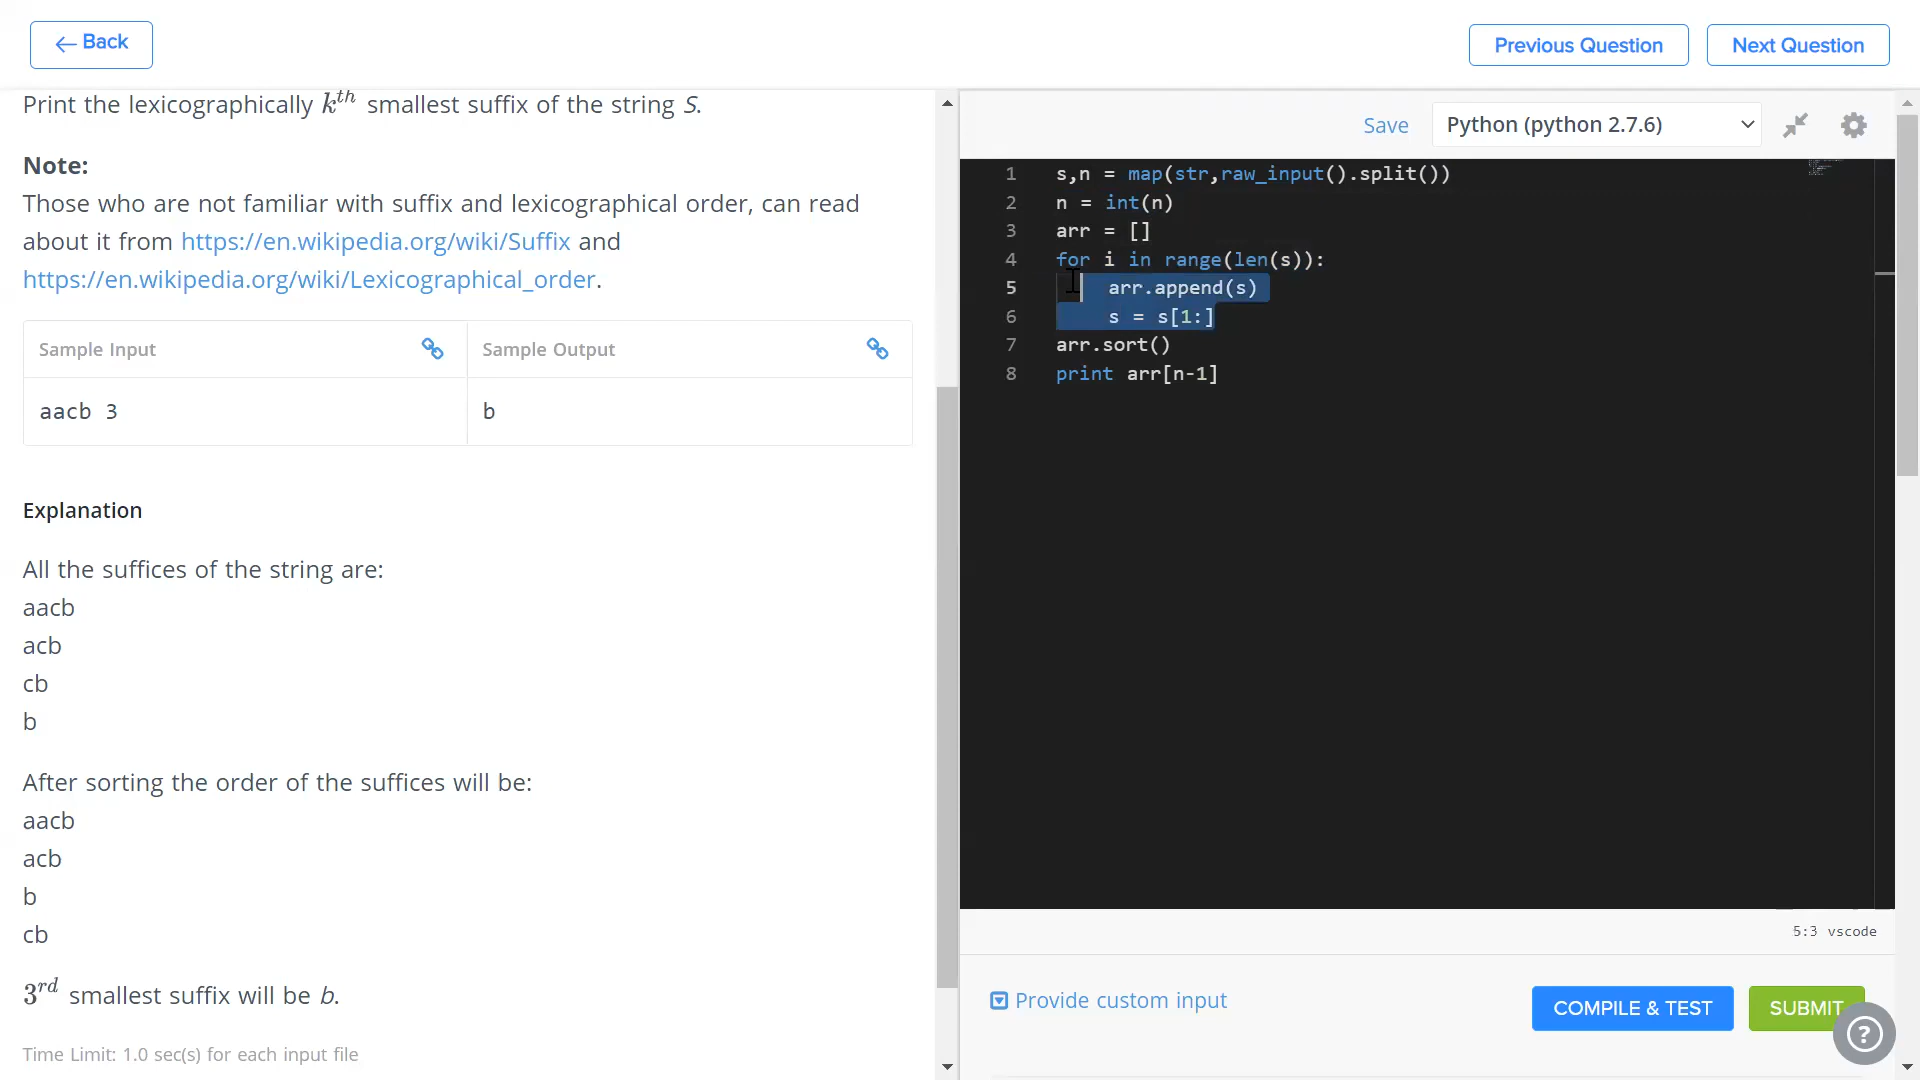 ← Back
Previous Question
Next Question
Print the lexicographically k^th smallest suffix of the string S.
Note:
Those who are not familiar with suffix and lexicographical order, can read
about it from https://en.wikipedia.org/wiki/Suffix and
https://en.wikipedia.org/wiki/Lexicographical_order.
Sample Input
Sample Output
aacb 3
b
Explanation
All the suffices of the string are:
aacb
acb
cb
b
After sorting the order of the suffices will be:
aacb
acb
b
cb
3^rd smallest suffix will be b.
Time Limit: 1.0 sec(s) for each input file
Save
Python (python 2.7.6)
1 s,n = map(str,raw_input().split())
2 n = int(n)
3 arr = []
4 for i in range(len(s)):
5 arr.append(s)
6 s = s[1:]
7 arr.sort()
8 print arr[n-1]
5:3 vscode
Provide custom input
COMPILE & TEST
SUBMIT
?